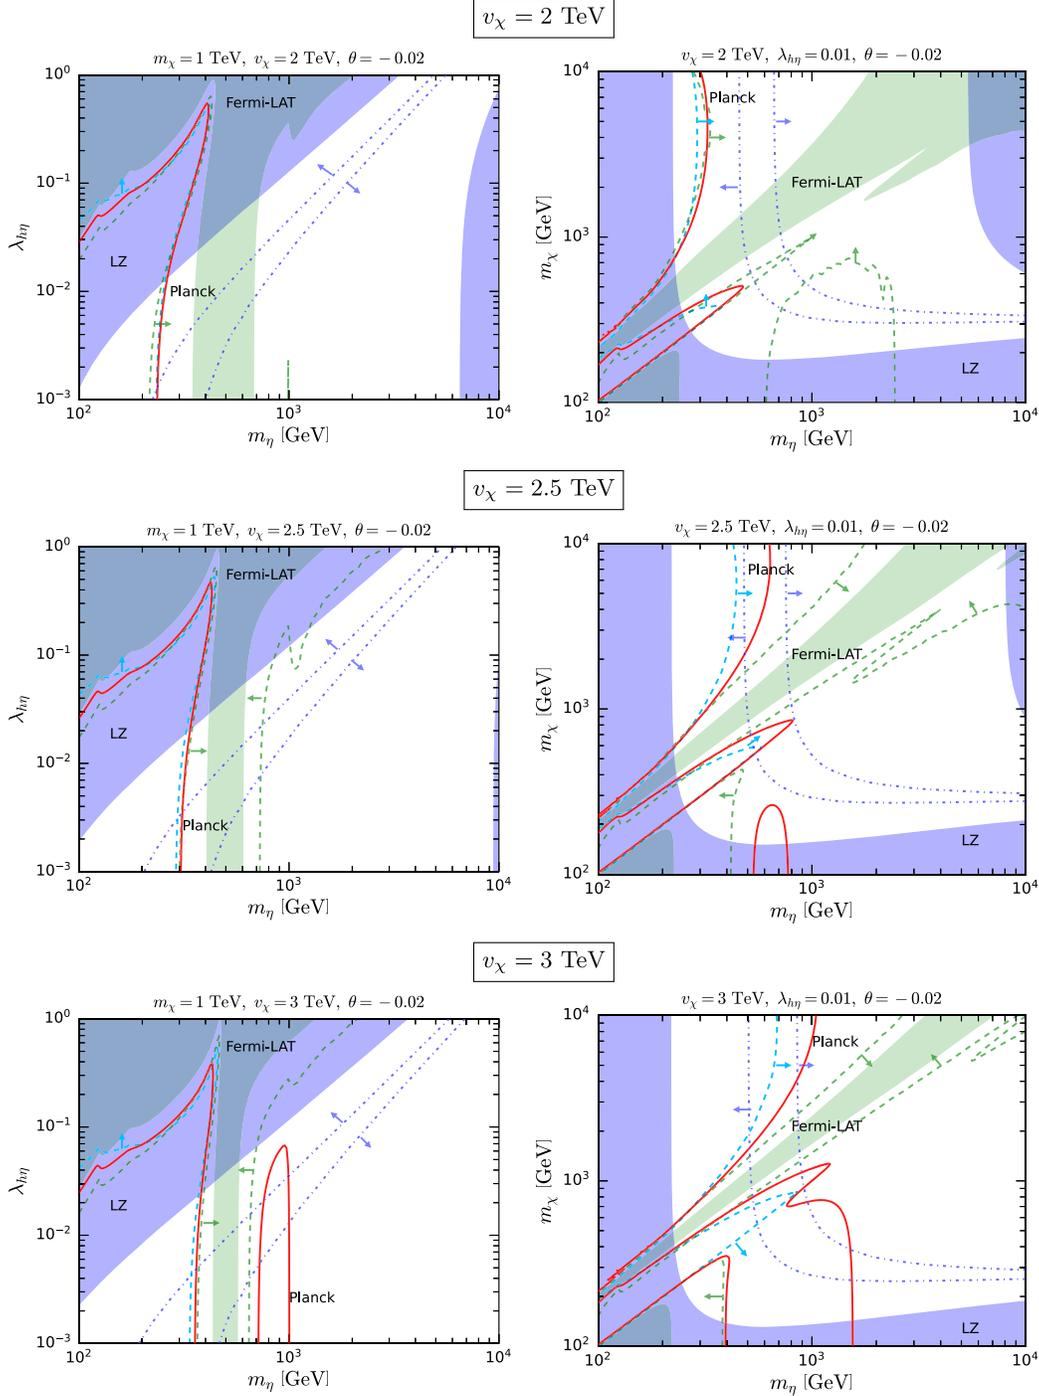 v_χ = 2 TeV
m_χ = 1 TeV, v_χ = 2 TeV, θ = −0.02
10^0
10^−1
10^−2
10^−3
λ_hη
Fermi-LAT
LZ
Planck
10^2
10^3
10^4
m_η [GeV]
v_χ = 2 TeV, λ_hη = 0.01, θ = −0.02
10^4
10^3
10^2
m_χ [GeV]
Planck
Fermi-LAT
LZ
10^2
10^3
10^4
m_η [GeV]
v_χ = 2.5 TeV
m_χ = 1 TeV, v_χ = 2.5 TeV, θ = −0.02
10^0
10^−1
10^−2
10^−3
λ_hη
Fermi-LAT
LZ
Planck
10^2
10^3
10^4
m_η [GeV]
v_χ = 2.5 TeV, λ_hη = 0.01, θ = −0.02
10^4
10^3
10^2
m_χ [GeV]
Planck
Fermi-LAT
LZ
10^2
10^3
10^4
m_η [GeV]
v_χ = 3 TeV
m_χ = 1 TeV, v_χ = 3 TeV, θ = −0.02
10^0
10^−1
10^−2
10^−3
λ_hη
Fermi-LAT
LZ
Planck
10^2
10^3
10^4
m_η [GeV]
v_χ = 3 TeV, λ_hη = 0.01, θ = −0.02
10^4
10^3
10^2
m_χ [GeV]
Planck
Fermi-LAT
LZ
10^2
10^3
10^4
m_η [GeV]